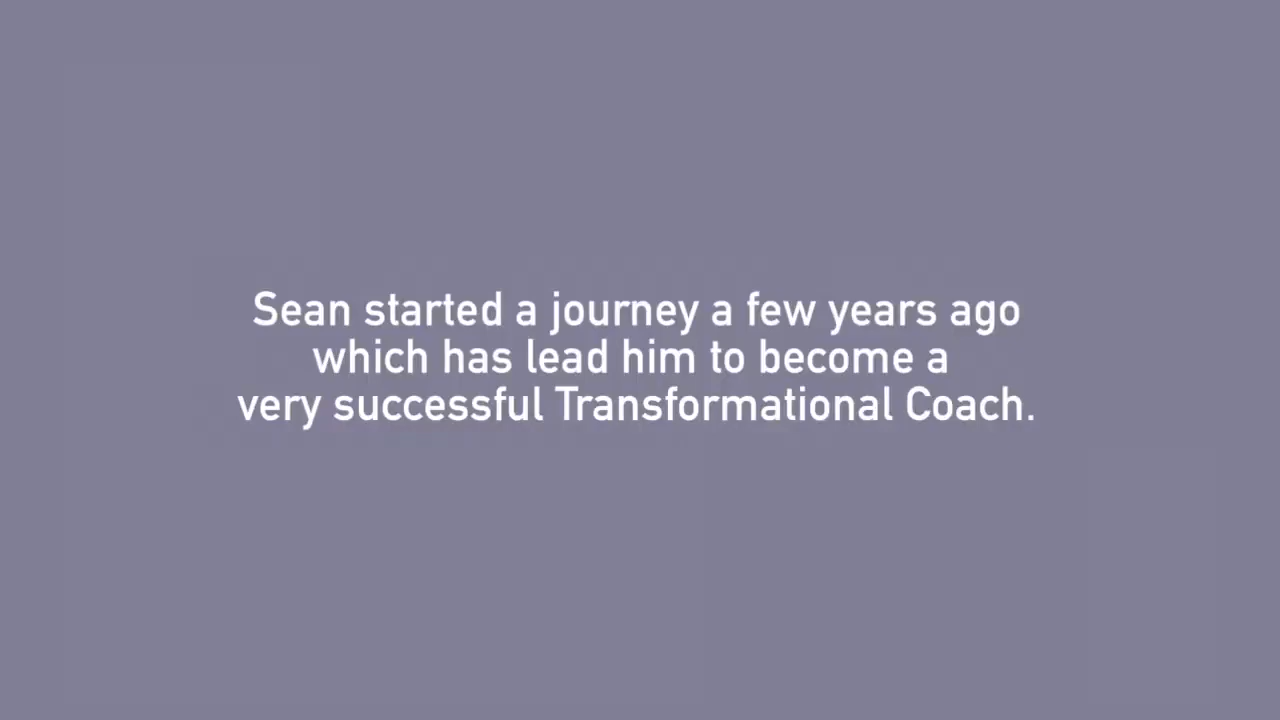 Sean started a journey a few years ago
which has lead him to become a
very successful Transformational Coach.